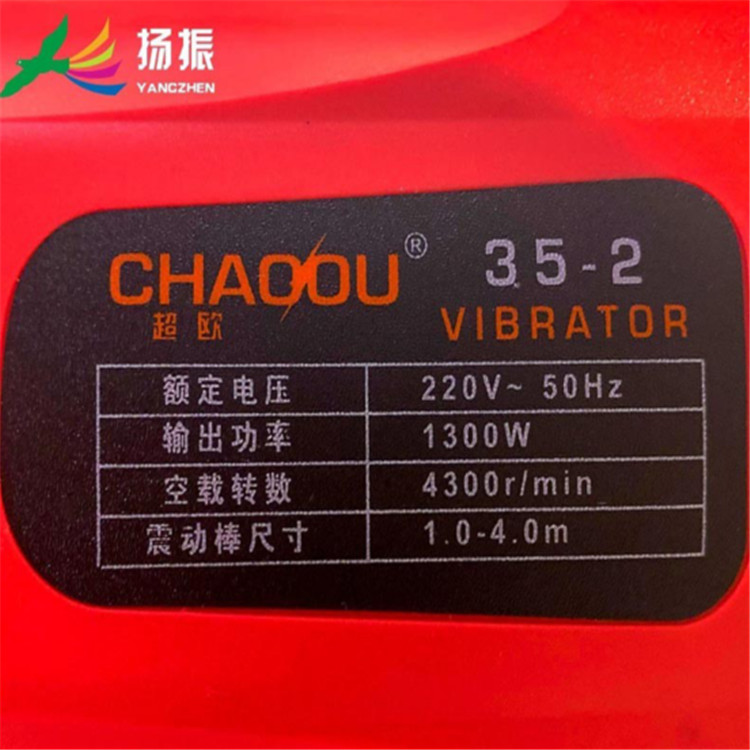 扬振
YANGZHEN
CHAOOU® 35-2
超欧 VIBRATOR
额定电压 220V~ 50Hz
输出功率 1300W
空载转数 4300r/min
震动棒尺寸 1.0-4.0m